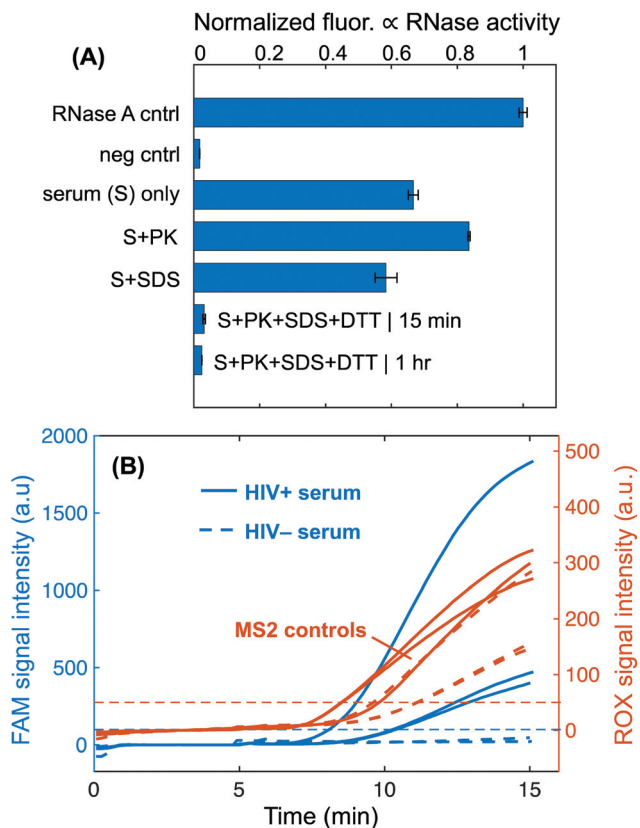 Normalized fluor. ∝ RNase activity
0 0.2 0.4 0.6 0.8 1
(A)
RNase A cntrl
neg cntrl
serum (S) only
S+PK
S+SDS
S+PK+SDS+DTT | 15 min
S+PK+SDS+DTT | 1 hr
(B)
HIV+ serum
HIV– serum
MS2 controls
FAM signal intensity (a.u)
2000
1500
1000
500
0
ROX signal intensity (a.u.)
500
400
300
200
100
0
0 5 10 15
Time (min)